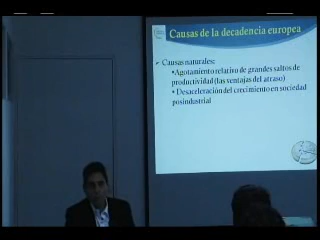 Causas de la decadencia europea
➢ Causas naturales:
•Agotamiento relativo de grandes saltos de
productividad (las ventajas del atraso)
• Desaceleración del crecimiento en sociedad
posindustrial